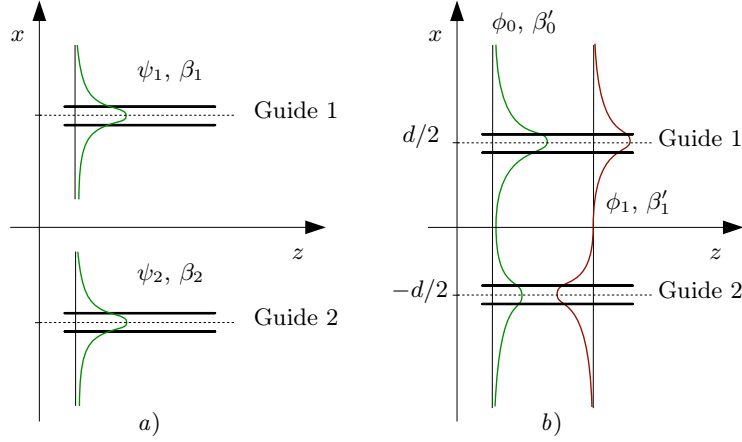 x
ψ₁, β₁
Guide 1
z
ψ₂, β₂
Guide 2
a)
x
ϕ₀, β′₀
d/2
Guide 1
ϕ₁, β′₁
z
−d/2
Guide 2
b)